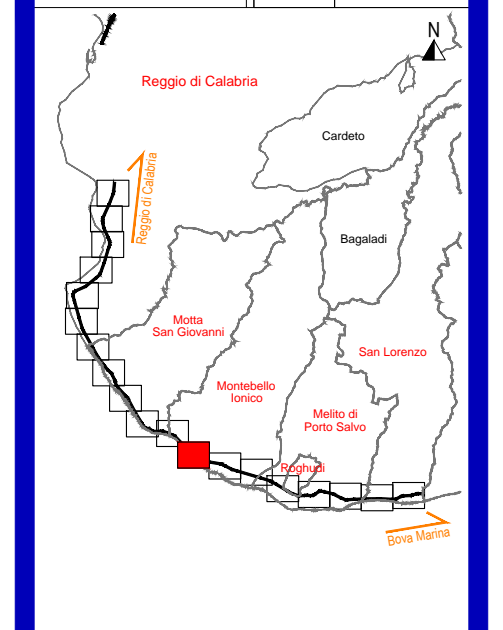 N
Reggio di Calabria
Cardeto
Reggio di Calabria
Bagaladi
Motta
San Giovanni
San Lorenzo
Montebello
Ionico
Melito di
Porto Salvo
Roghudi
Bova Marina